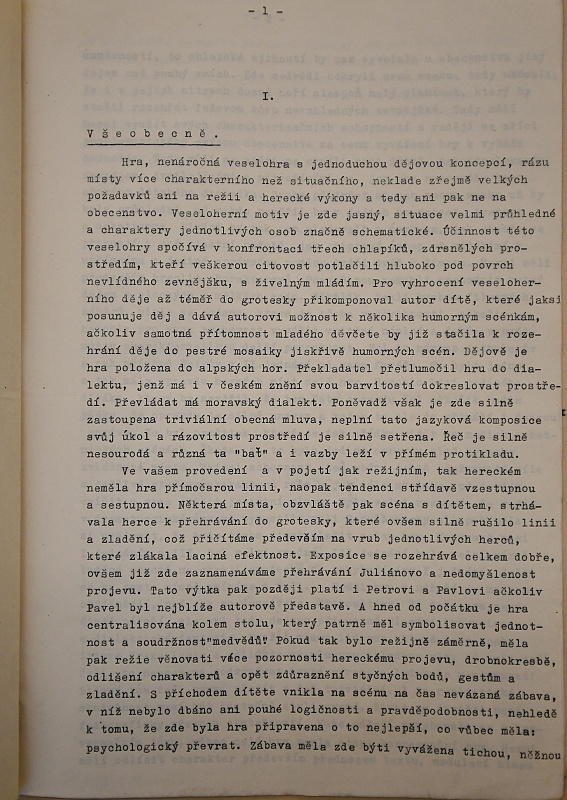 - 1 -
I.
Všeobecně.
Hra, nenáročná veselohra s jednoduchou dějovou koncepcí, rázu
místy více charakterního než situačního, neklade zřejmě velkých
požadavků ani na režii a herecké výkony a tedy ani pak ne na
obecenstvo. Veseloherní motiv je zde jasný, situace velmi průhledné
a charaktery jednotlivých osob značně schematické. Účinnost této
veselohry spočívá v konfrontaci třech chlapíků, zdrsnělých pro-
středím, kteří veškerou citovost potlačili hluboko pod povrch
nevlídného zevnějšku, s živelným mládím. Pro vyhrocení veseloher-
ního děje až téměř do grotesky přikomponoval autor dítě, které jaksi
posunuje děj a dává autorovi možnost k několika humorným scénkám,
ačkoliv samotná přítomnost mladého děvčete by již stačila k roze-
hrání děje do pestré mosaiky jiskřivě humorných scén. Dějově je
hra položena do alpských hor. Překladatel přetlumočil hru do dia-
lektu, jenž má i v českém znění svou barvitostí dokreslovat prostře-
dí. Převládat má moravský dialekt. Poněvadž však je zde silně
zastoupena triviální obecná mluva, neplní tato jazyková komposice
svůj úkol a rázovitost prostředí je silně setřena. Řeč je silně
nesourodá a různá ta "bať" a i vazby leží v přímém protikladu.
Ve vašem provedení a v pojetí jak režijním, tak hereckém
neměla hra přímočarou linii, naopak tendenci střídavě vzestupnou
a sestupnou. Některá místa, obzvláště pak scéna s dítětem, strhá-
vala herce k přehrávání do grotesky, které ovšem silně rušilo linii
a zladění, což přičítáme především na vrub jednotlivých herců,
které zlákala laciná efektnost. Exposice se rozehrává celkem dobře,
ovšem již zde zaznamenáváme přehrávání Juliánovo a nedomyšlenost
projevu. Tato výtka pak později platí i Petrovi a Pavlovi ačkoliv
Pavel byl nejblíže autorově představě. A hned od počátku je hra
centralisována kolem stolu, který patrně měl symbolisovat jednot-
nost a soudržnost"medvědů" Pokud tak bylo režijně záměrně, měla
pak režie věnovati více pozornosti hereckému projevu, drobnokresbě,
odlišení charakterů a opět zdůraznění styčných bodů, gestům a
zladění. S příchodem dítěte vnikla na scénu na čas nevázaná zábava,
v níž nebylo dbáno ani pouhé logičnosti a pravděpodobnosti, nehledě
k tomu, že zde byla hra připravena o to nejlepší, co vůbec měla:
psychologický převrat. Zábava měla zde býti vyvážena tichou, něžnou